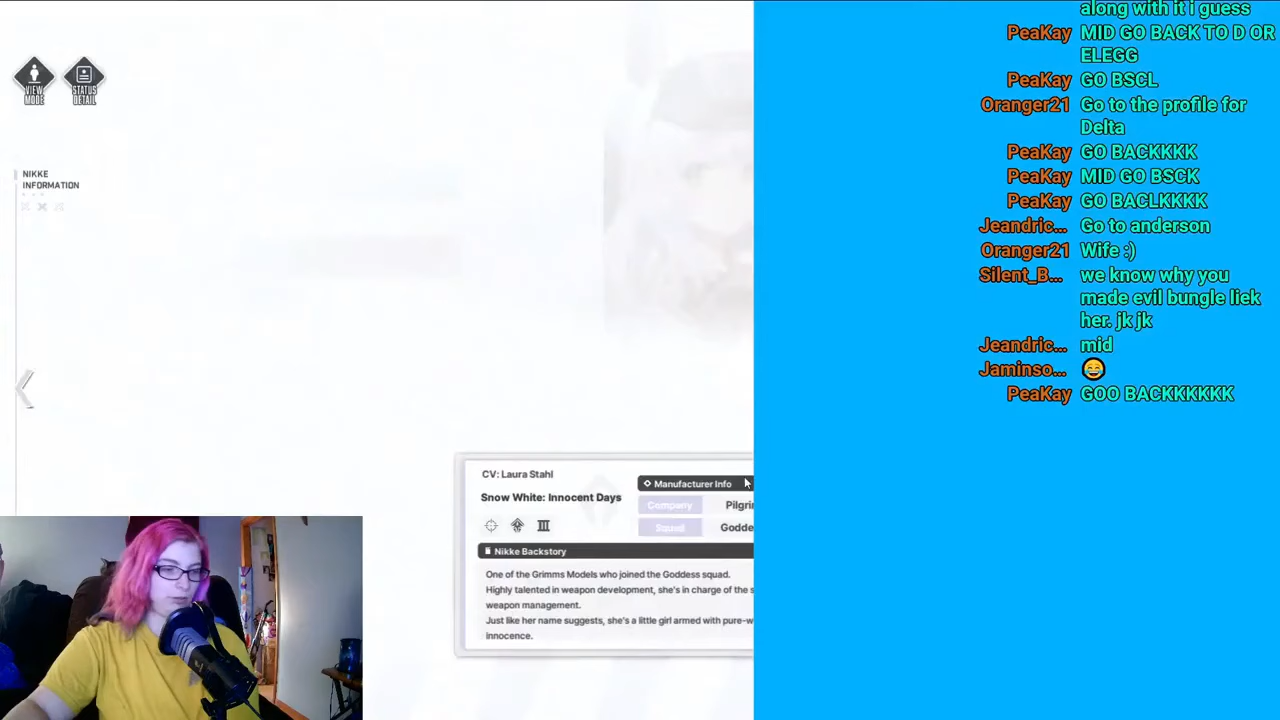 VIEW
MODE
STATUS
DETAIL
NIKKE
INFORMATION
CV: Laura Stahl
Manufacturer Info
Snow White: Innocent Days
Company
Pilgri
Squad
Godde
III
Nikke Backstory
One of the Grimms Models who joined the Goddess squad.
Highly talented in weapon development, she's in charge of the s
weapon management.
Just like her name suggests, she's a little girl armed with pure-w
innocence.
along with it i guess
PeaKay MID GO BACK TO D OR
ELEGG
PeaKay GO BSCL
Oranger21 Go to the profile for
Delta
PeaKay GO BACKKKK
PeaKay MID GO BSCK
PeaKay GO BACLKKKK
Jeandric... Go to anderson
Oranger21 Wife :)
Silent_B... we know why you
made evil bungle liek
her. jk jk
Jeandric... mid
Jaminso... 😂
PeaKay GOO BACKKKKKK